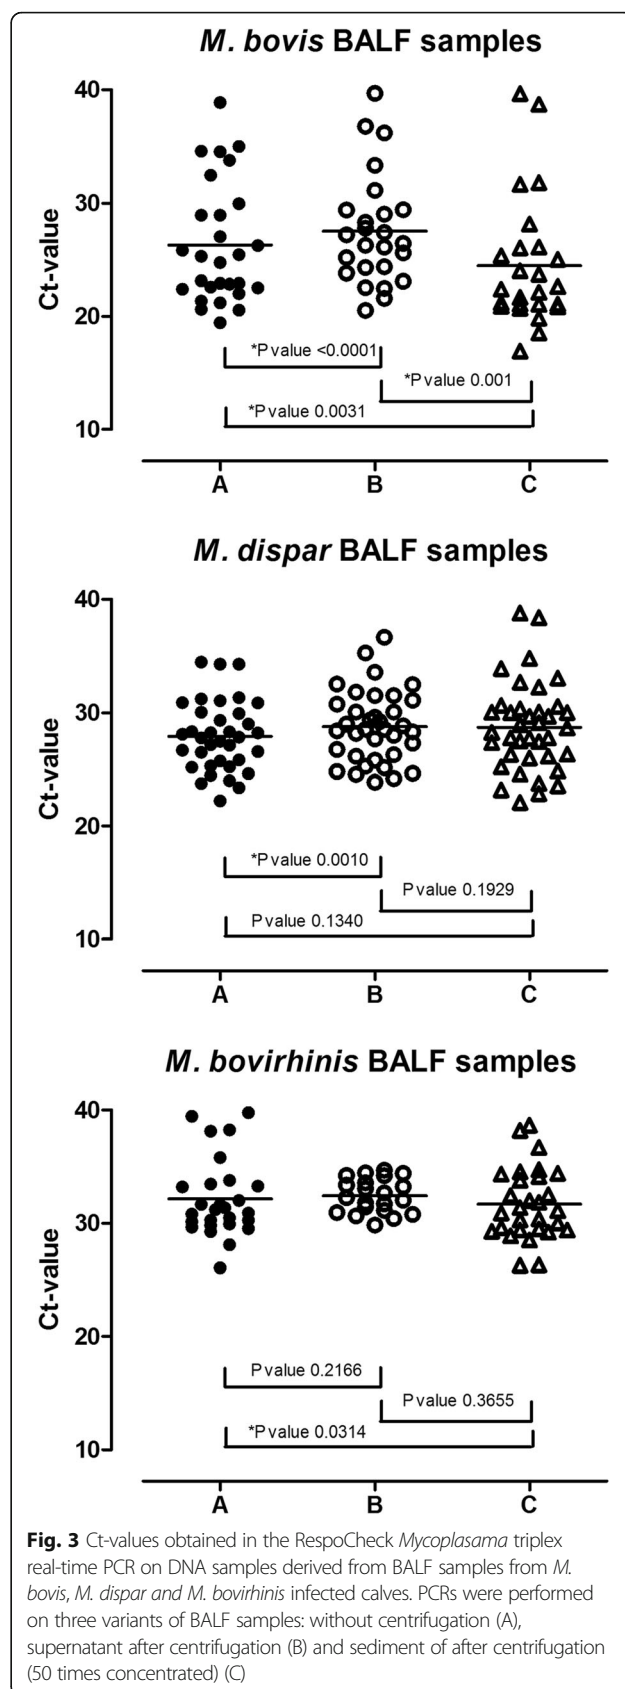 M. bovis BALF samples
40
30
20
10
Ct-value
*P value <0.0001
*P value 0.001
*P value 0.0031
A B C
M. dispar BALF samples
40
30
20
10
Ct-value
*P value 0.0010
P value 0.1929
P value 0.1340
A B C
M. bovirhinis BALF samples
40
30
20
10
Ct-value
P value 0.2166
P value 0.3655
*P value 0.0314
A B C
Fig. 3 Ct-values obtained in the RespoCheck Mycoplasama triplex
real-time PCR on DNA samples derived from BALF samples from M.
bovis, M. dispar and M. bovirhinis infected calves. PCRs were performed
on three variants of BALF samples: without centrifugation (A),
supernatant after centrifugation (B) and sediment of after centrifugation
(50 times concentrated) (C)